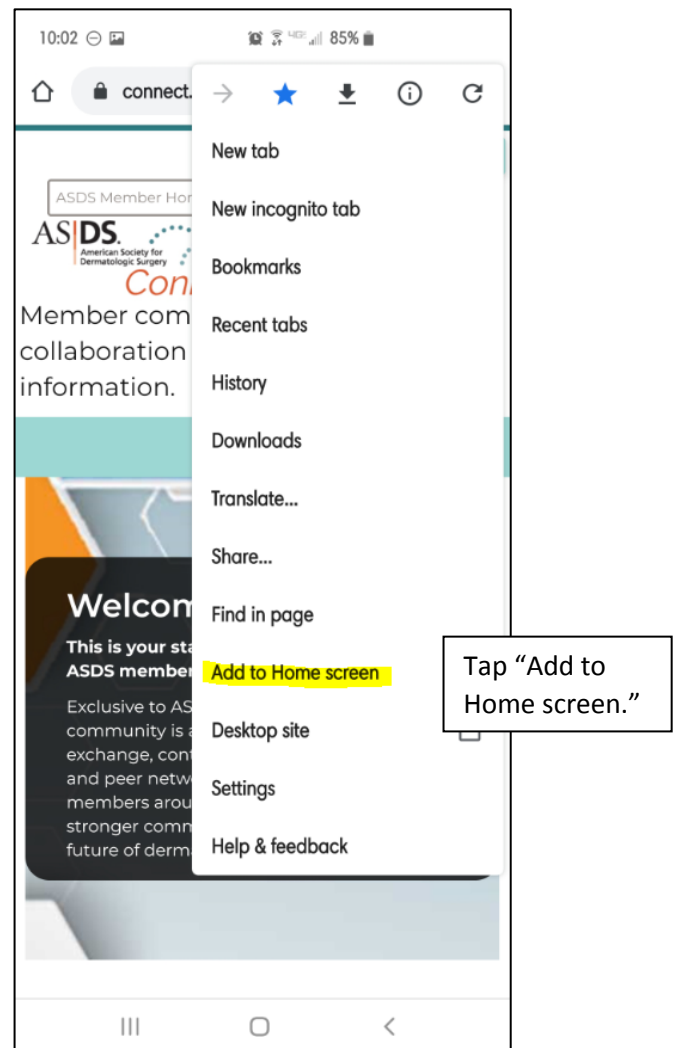 10:02
85%
connect.
New tab
New incognito tab
Bookmarks
Recent tabs
History
Downloads
Translate...
Share...
Find in page
Add to Home screen
Desktop site
Settings
Help & feedback
ASDS Member Hor
AS DS.
American Society for
Dermatologic Surgery
Con
Member com
collaboration
information.
Welcom
This is your sta
ASDS member
Exclusive to AS
community is a
exchange, cont
and peer netw
members arou
stronger comm
future of derm
Tap “Add to
Home screen.”